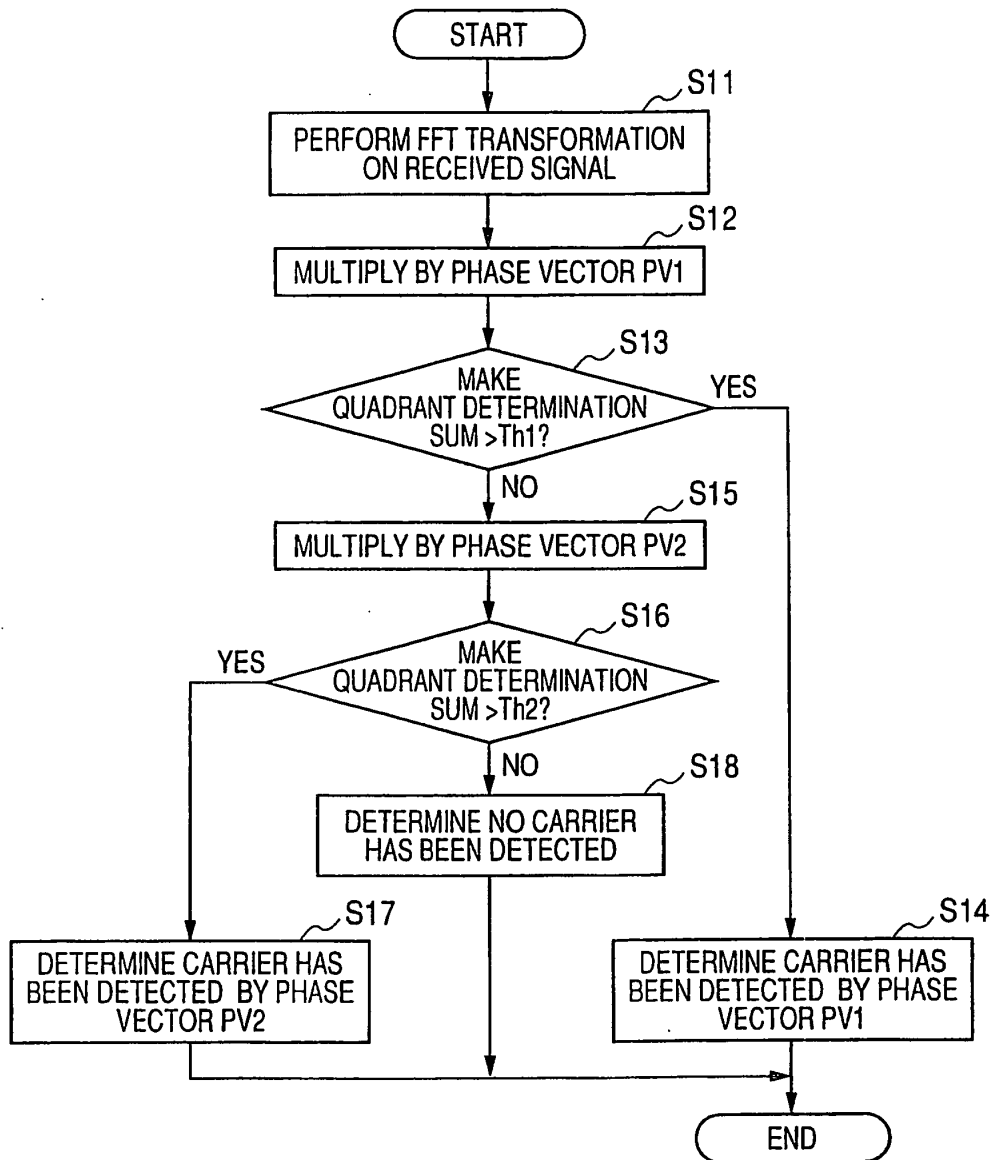 START
S11
PERFORM FFT TRANSFORMATION
ON RECEIVED SIGNAL
S12
MULTIPLY BY PHASE VECTOR PV1
S13
MAKE
QUADRANT DETERMINATION
SUM >Th1?
YES
NO
S15
MULTIPLY BY PHASE VECTOR PV2
S16
MAKE
QUADRANT DETERMINATION
SUM >Th2?
YES
NO
S18
DETERMINE NO CARRIER
HAS BEEN DETECTED
S17
DETERMINE CARRIER HAS
BEEN DETECTED BY PHASE
VECTOR PV2
S14
DETERMINE CARRIER HAS
BEEN DETECTED BY PHASE
VECTOR PV1
END